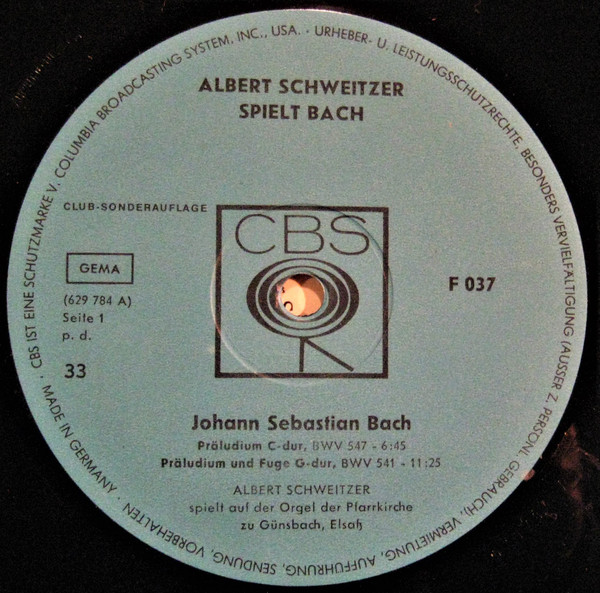 · CBS IST EINE SCHUTZMARKE V. COLUMBIA BROADCASTING SYSTEM, INC., USA. · URHEBER- U. LEISTUNGSSCHUTZRECHTE, BESONDERS VERVIELFÄLTIGUNG (AUSSER Z. PERSONL. GEBRAUCH), VERMIETUNG, AUFFÜHRUNG, SENDUNG, VORBEHALTEN · MADE IN GERMANY
ALBERT SCHWEITZER
SPIELT BACH
CLUB-SONDERAUFLAGE
CBS
GEMA
(629 784 A)
Seite 1
p. d.
33
F 037
Johann Sebastian Bach
Präludium C-dur, BWV 547 - 6:45
Präludium und Fuge G-dur, BWV 541 - 11:25
ALBERT SCHWEITZER
spielt auf der Orgel der Pfarrkirche
zu Günsbach, Elsaß